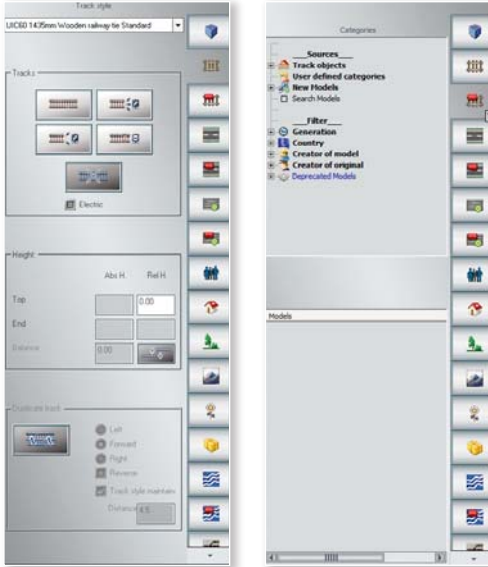 Track style
UIC60 1435mm Wooden railway tie Standard
Tracks
Electric
Height
Abs H. Rel H.
Top 0.00
End
Distance 0.00
Duplicate track
Left
Forward
Right
Reverse
Track style maintain
Distance 4.5
Categories
___Sources___
Track objects
User defined categories
New Models
Search Models
___Filter___
Generation
Country
Creator of model
Creator of original
Deprecated Models
Models